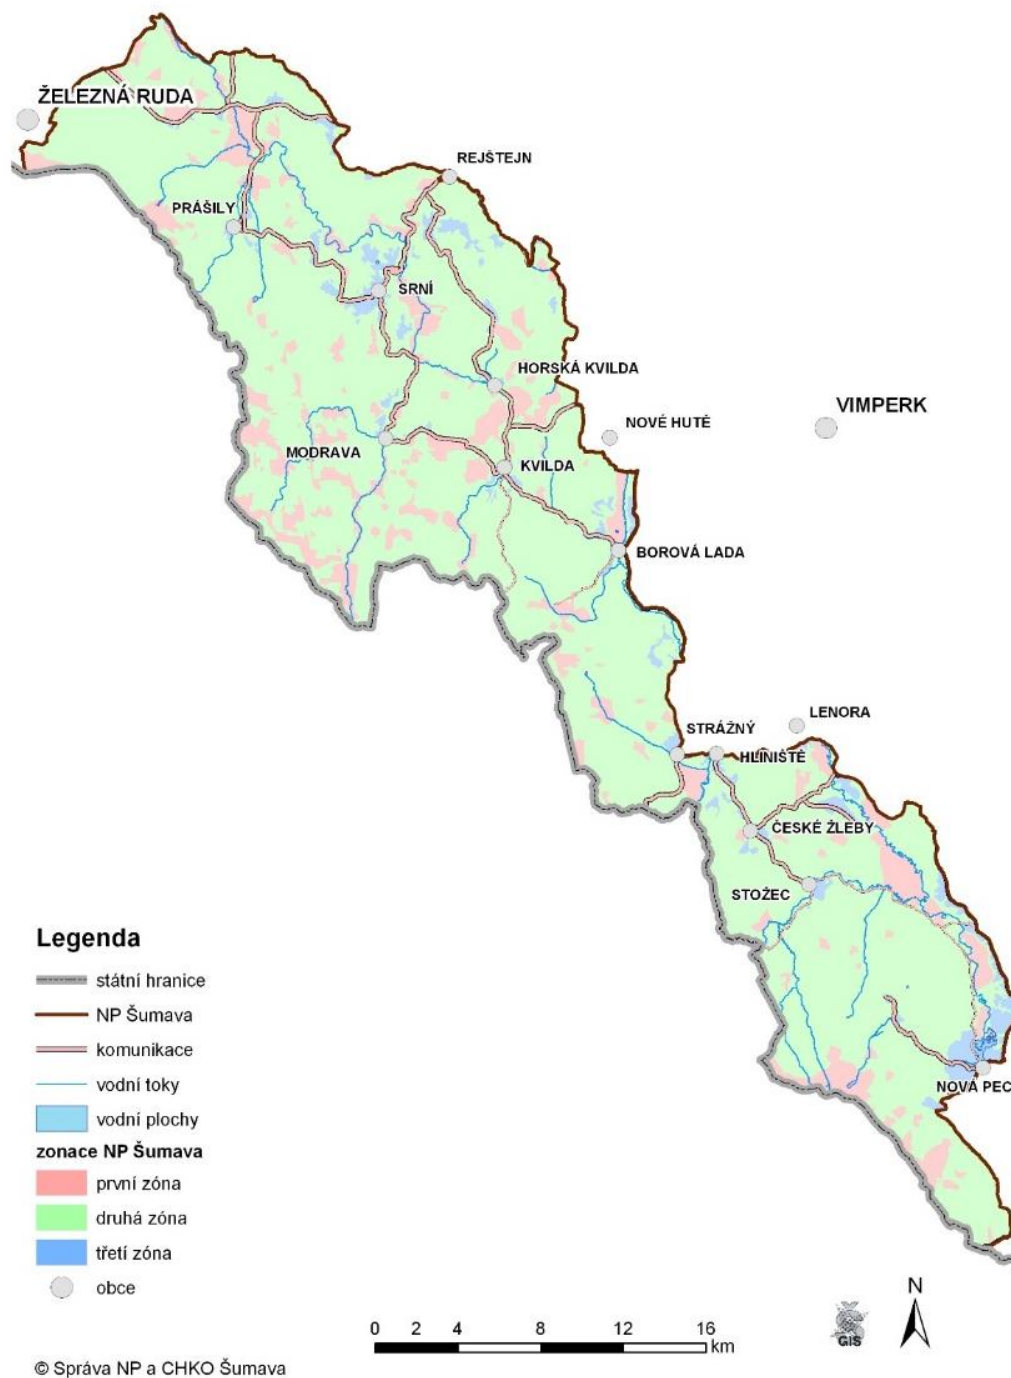 ŽELEZNÁ RUDA
REJŠTEJN
PRÁŠILY
SRNÍ
HORSKÁ KVILDA
VIMPERK
NOVÉ HUTĚ
MODRAVA
KVILDA
BOROVÁ LADA
LENORA
STRÁŽNÝ
HLINIŠTĚ
ČESKÉ ŽLEBY
STOŽEC
NOVÁ PEC
Legenda
státní hranice
NP Šumava
komunikace
vodní toky
vodní plochy
zonace NP Šumava
první zóna
druhá zóna
třetí zóna
obce
N
GIS
0 2 4 8 12 16
km
© Správa NP a CHKO Šumava